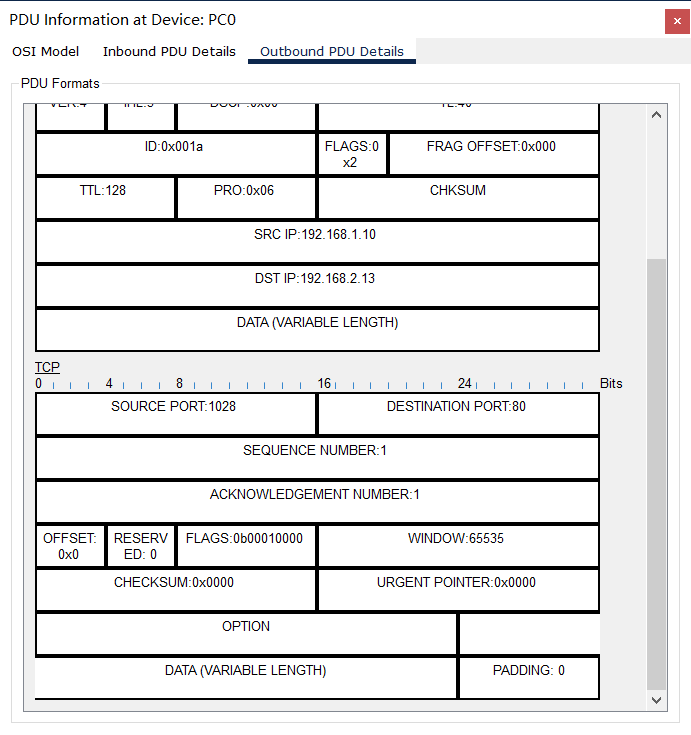 PDU Information at Device: PC0
OSI Model Inbound PDU Details Outbound PDU Details
PDU Formats
VER:4 IHL:5 DSCP:0x00 TL:40
ID:0x001a FLAGS:0 FRAG OFFSET:0x000
x2
TTL:128 PRO:0x06 CHKSUM
SRC IP:192.168.1.10
DST IP:192.168.2.13
DATA (VARIABLE LENGTH)
TCP
0 4 8 16 24 Bits
SOURCE PORT:1028 DESTINATION PORT:80
SEQUENCE NUMBER:1
ACKNOWLEDGEMENT NUMBER:1
OFFSET: RESERV FLAGS:0b00010000 WINDOW:65535
0x0 ED: 0
CHECKSUM:0x0000 URGENT POINTER:0x0000
OPTION
DATA (VARIABLE LENGTH) PADDING: 0